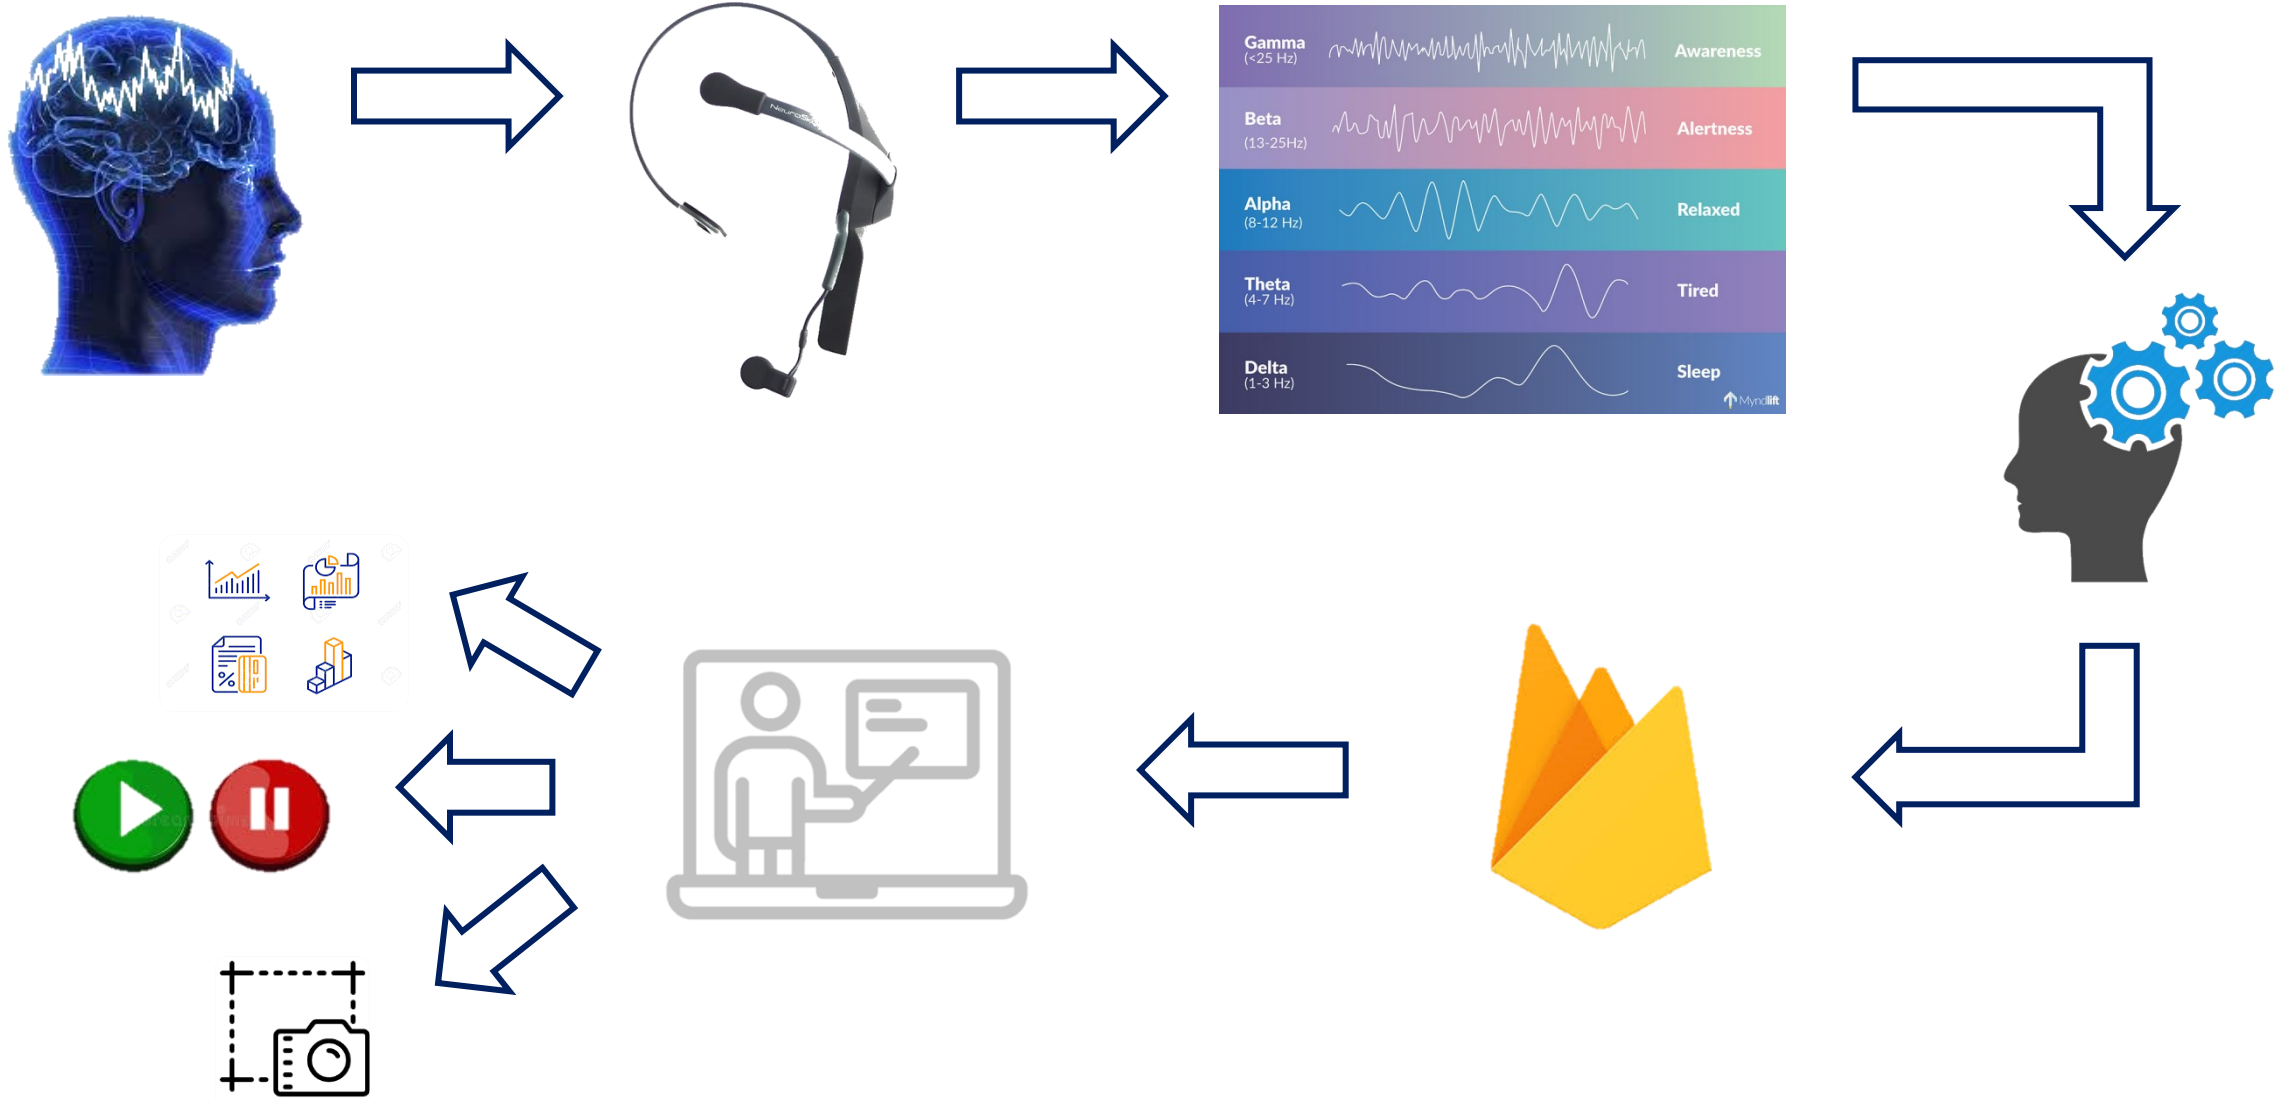 Gamma
(<25 Hz)
Awareness
Beta
(13-25Hz)
Alertness
Alpha
(8-12 Hz)
Relaxed
Theta
(4-7 Hz)
Tired
Delta
(1-3 Hz)
Sleep
Myndlift
%